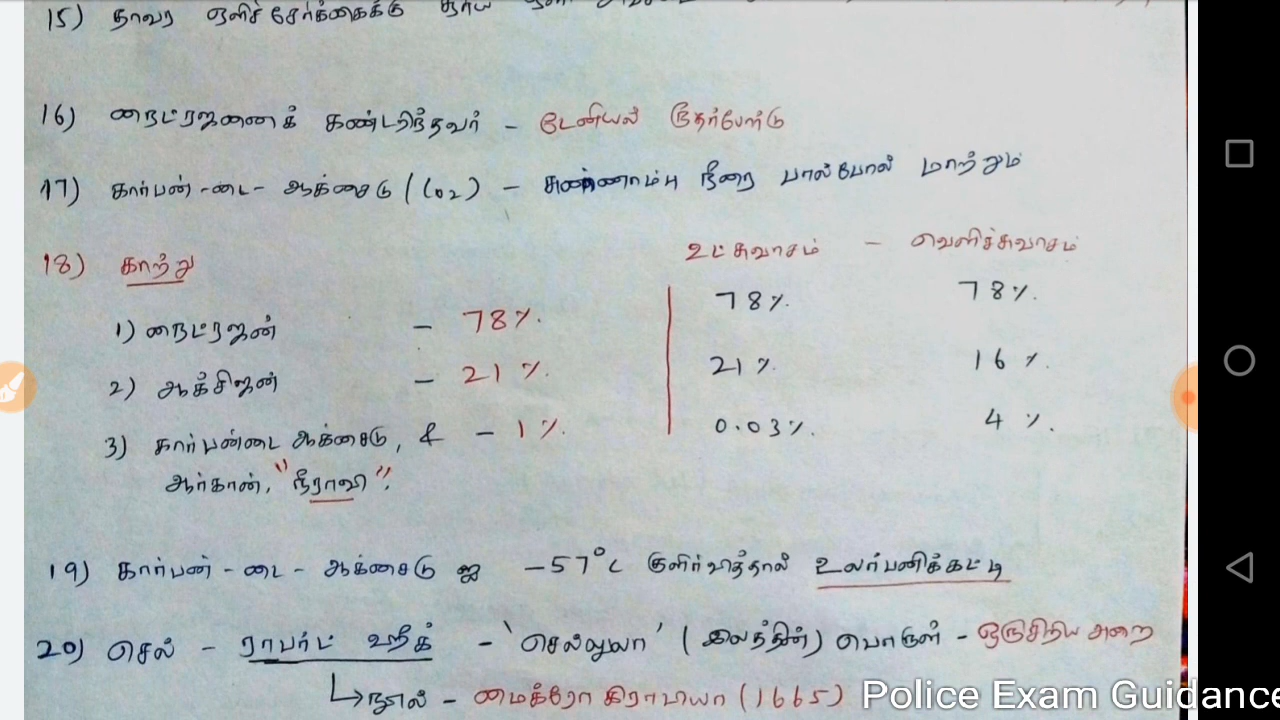 15) தாவர ஒளிச்சேர்க்கைக்கு சூரிய ஒளி
16) நைட்ரஜனைக் கண்டறிந்தவர் - டேனியல் ரூதர்போர்டு
17) கார்பன்-டை-ஆக்சைடு (CO2) - சுண்ணாம்பு நீரை பால்போல் மாற்றும்
18) காற்று உட்சுவாசம் - வெளிச்சுவாசம்
1) நைட்ரஜன் - 78%. 78%. 78%.
2) ஆக்சிஜன் - 21%. 21%. 16%.
3) கார்பன்டை ஆக்சைடு, & - 1%. 0.03%. 4%.
ஆர்கான், "நீராவி".
19) கார்பன்-டை-ஆக்சைடு ஐ -57°C குளிர்வித்தால் உலர்பனிக்கட்டி
20) செல் - ராபர்ட் ஹூக் - 'செல்லுலா' (இலத்தின்) பொருள் - ஒருசிறிய அறை
↳நூல் - மைக்ரோ கிராபியா (1665)
Police Exam Guidance